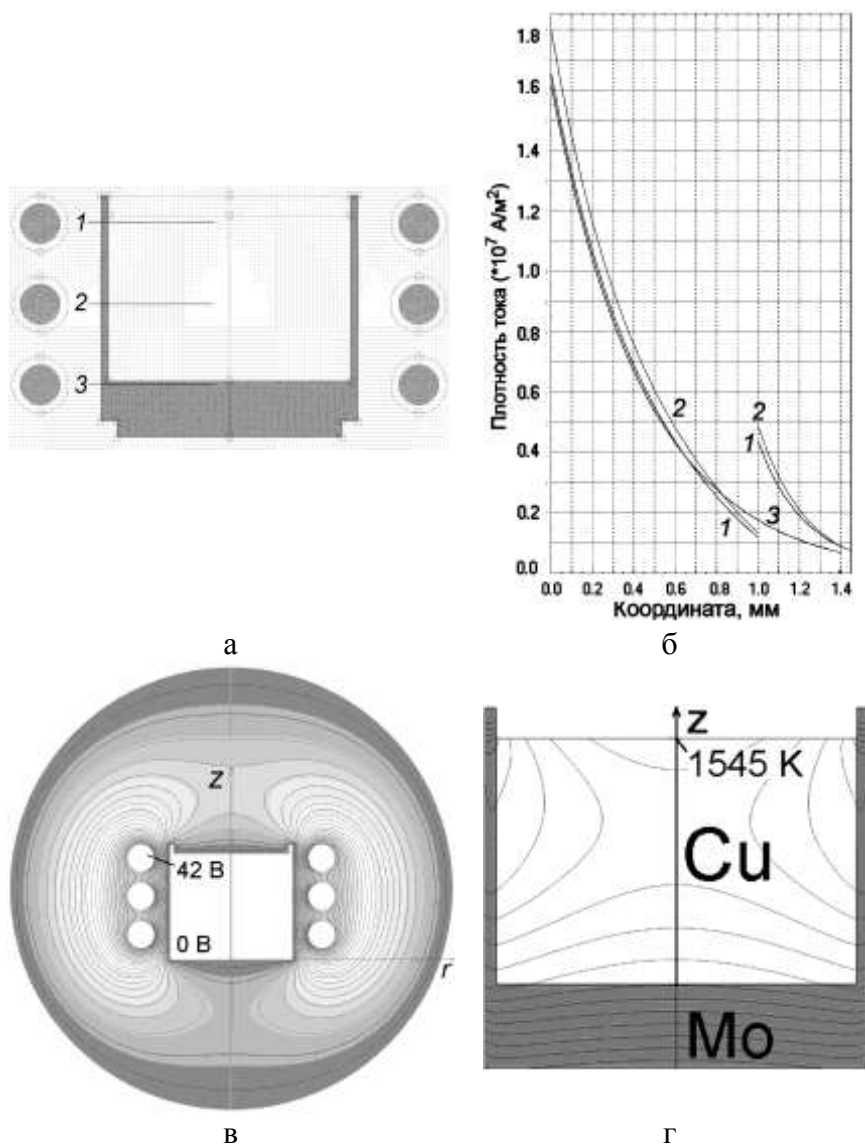 1
2
3
а
Плотность тока (*10⁷ А/м²)
1.8
1.6
1.4
1.2
1.0
0.8
0.6
0.4
0.2
0.0
2
2
1
1
3
0.0 0.2 0.4 0.6 0.8 1.0 1.2 1.4
Координата, мм
б
z
42 В
0 В
r
в
z
1545 K
Cu
Mo
г